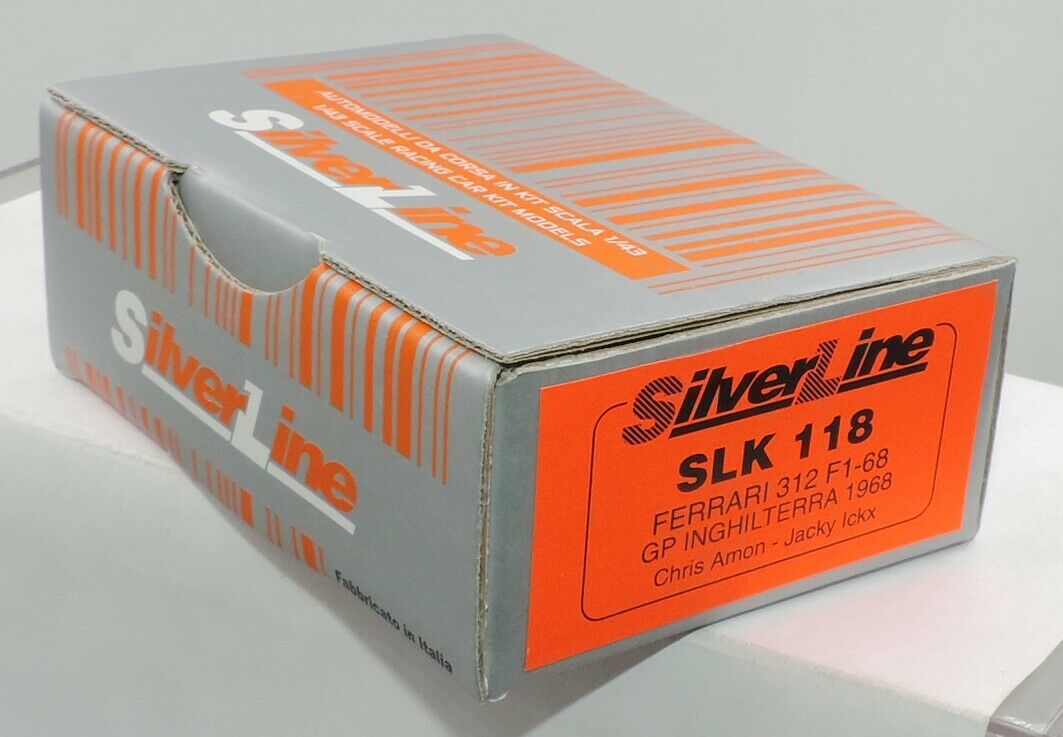 AUTOMODELLI DA CORSA IN KIT SCALA 1/43
1/43 SCALE RACING CAR KIT MODELS
SilverLine
SilverLine
Fabbricato in Italia
SilverLine
SLK 118
FERRARI 312 F1-68
GP INGHILTERRA 1968
Chris Amon - Jacky Ickx